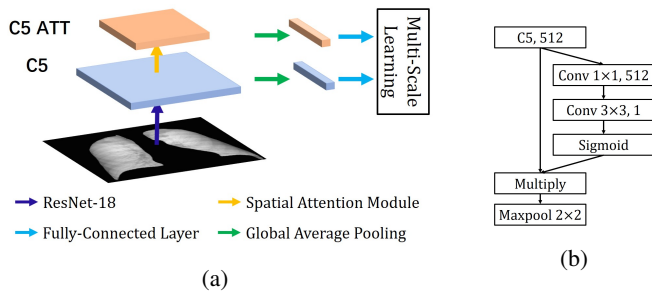 C5 ATT
C5
Multi-Scale
Learning
ResNet-18
Spatial Attention Module
Fully-Connected Layer
Global Average Pooling
(a)
C5, 512
Conv 1×1, 512
Conv 3×3, 1
Sigmoid
Multiply
Maxpool 2×2
(b)